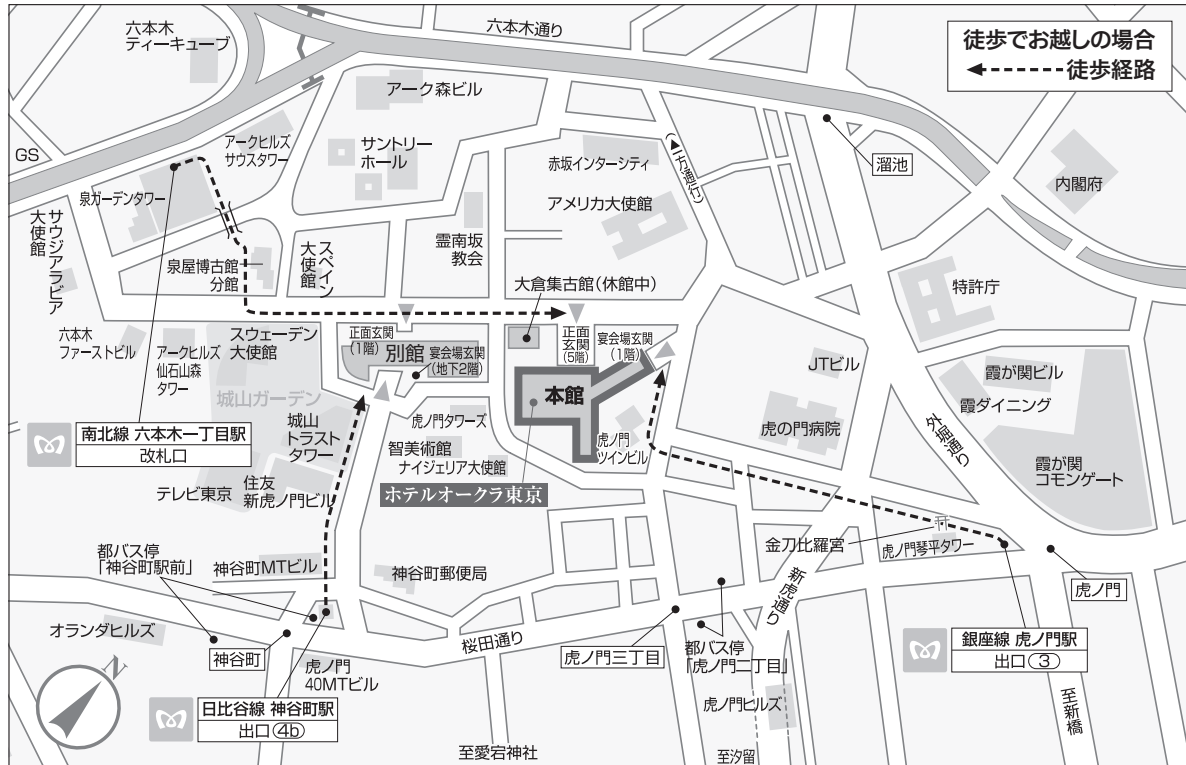 六本木
ティーキューブ
六本木通り
徒歩でお越しの場合
徒歩経路
アーク森ビル
アークヒルズ
サウスタワー
サントリー
ホール
赤坂インターシティ
溜池
内閣府
GS
泉ガーデンタワー
サウジアラビア
大使館
アメリカ大使館
霊南坂
教会
泉屋博古館
分館
スペイン
大使館
大倉集古館(休館中)
特許庁
六本木
ファーストビル
アークヒルズ
仙石山森
タワー
スウェーデン
大使館
正面玄関
(1階)
別館
宴会場玄関
(地下2階)
正面
玄関
(5階)
宴会場玄関
(1階)
本館
JTビル
霞が関ビル
霞ダイニング
城山ガーデン
城山
トラスト
タワー
虎ノ門タワーズ
虎ノ門
ツインビル
虎の門病院
外堀通り
霞が関
コモンゲート
南北線 六本木一丁目駅
改札口
智美術館
ナイジェリア大使館
ホテルオークラ東京
テレビ東京
住友
新虎ノ門ビル
都バス停
「神谷町駅前」
神谷町MTビル
神谷町郵便局
金刀比羅宮
虎ノ門琴平タワー
虎ノ門
新虎通り
オランダヒルズ
神谷町
桜田通り
虎ノ門三丁目
都バス停
「虎ノ門二丁目」
銀座線 虎ノ門駅
出口③
虎ノ門
40MTビル
虎ノ門ヒルズ
至新橋
N
日比谷線 神谷町駅
出口4b
至愛宕神社
至汐留